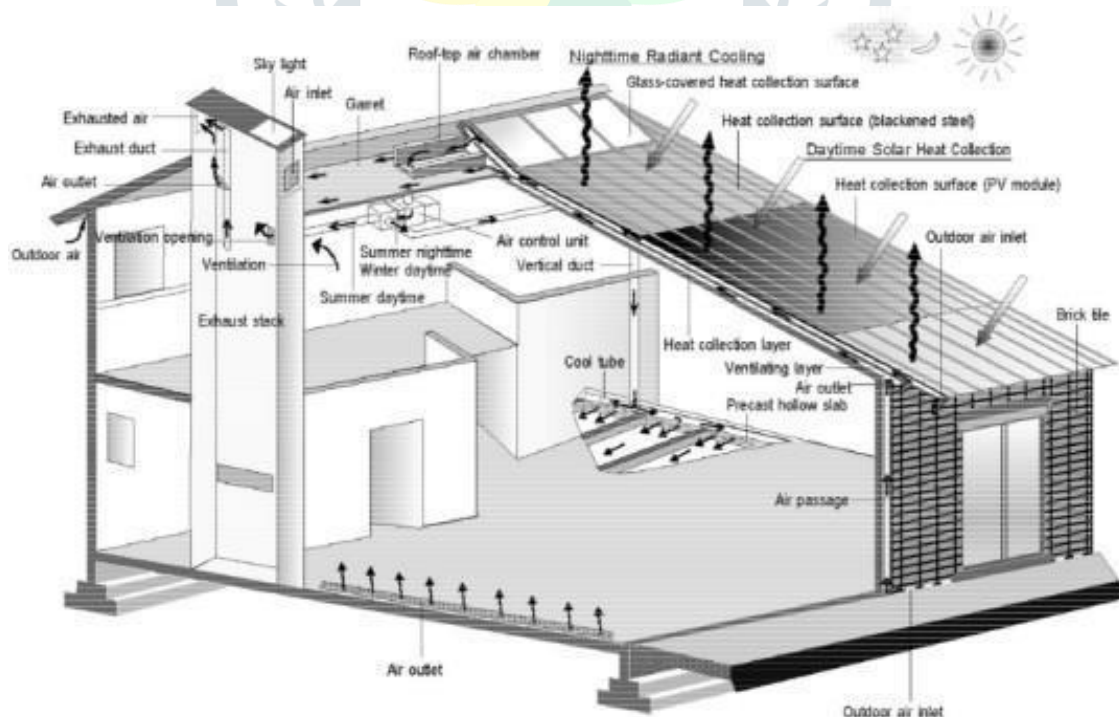 Nighttime Radiant Cooling
Roof-top air chamber
Sky light
Glass-covered heat collection surface
Air inlet
Garret
Exhausted air
Heat collection surface (blackened steel)
Exhaust duct
Daytime Solar Heat Collection
Air outlet
Heat collection surface (PV module)
Ventilation opening
Air control unit
Outdoor air inlet
Outdoor air
Summer nighttime
Ventilation
Vertical duct
Winter daytime
Summer daytime
Brick tile
Exhaust stack
Heat collection layer
Cool tube
Ventilating layer
Air outlet
Precast hollow slab
Air passage
Air outlet
Outdoor air inlet